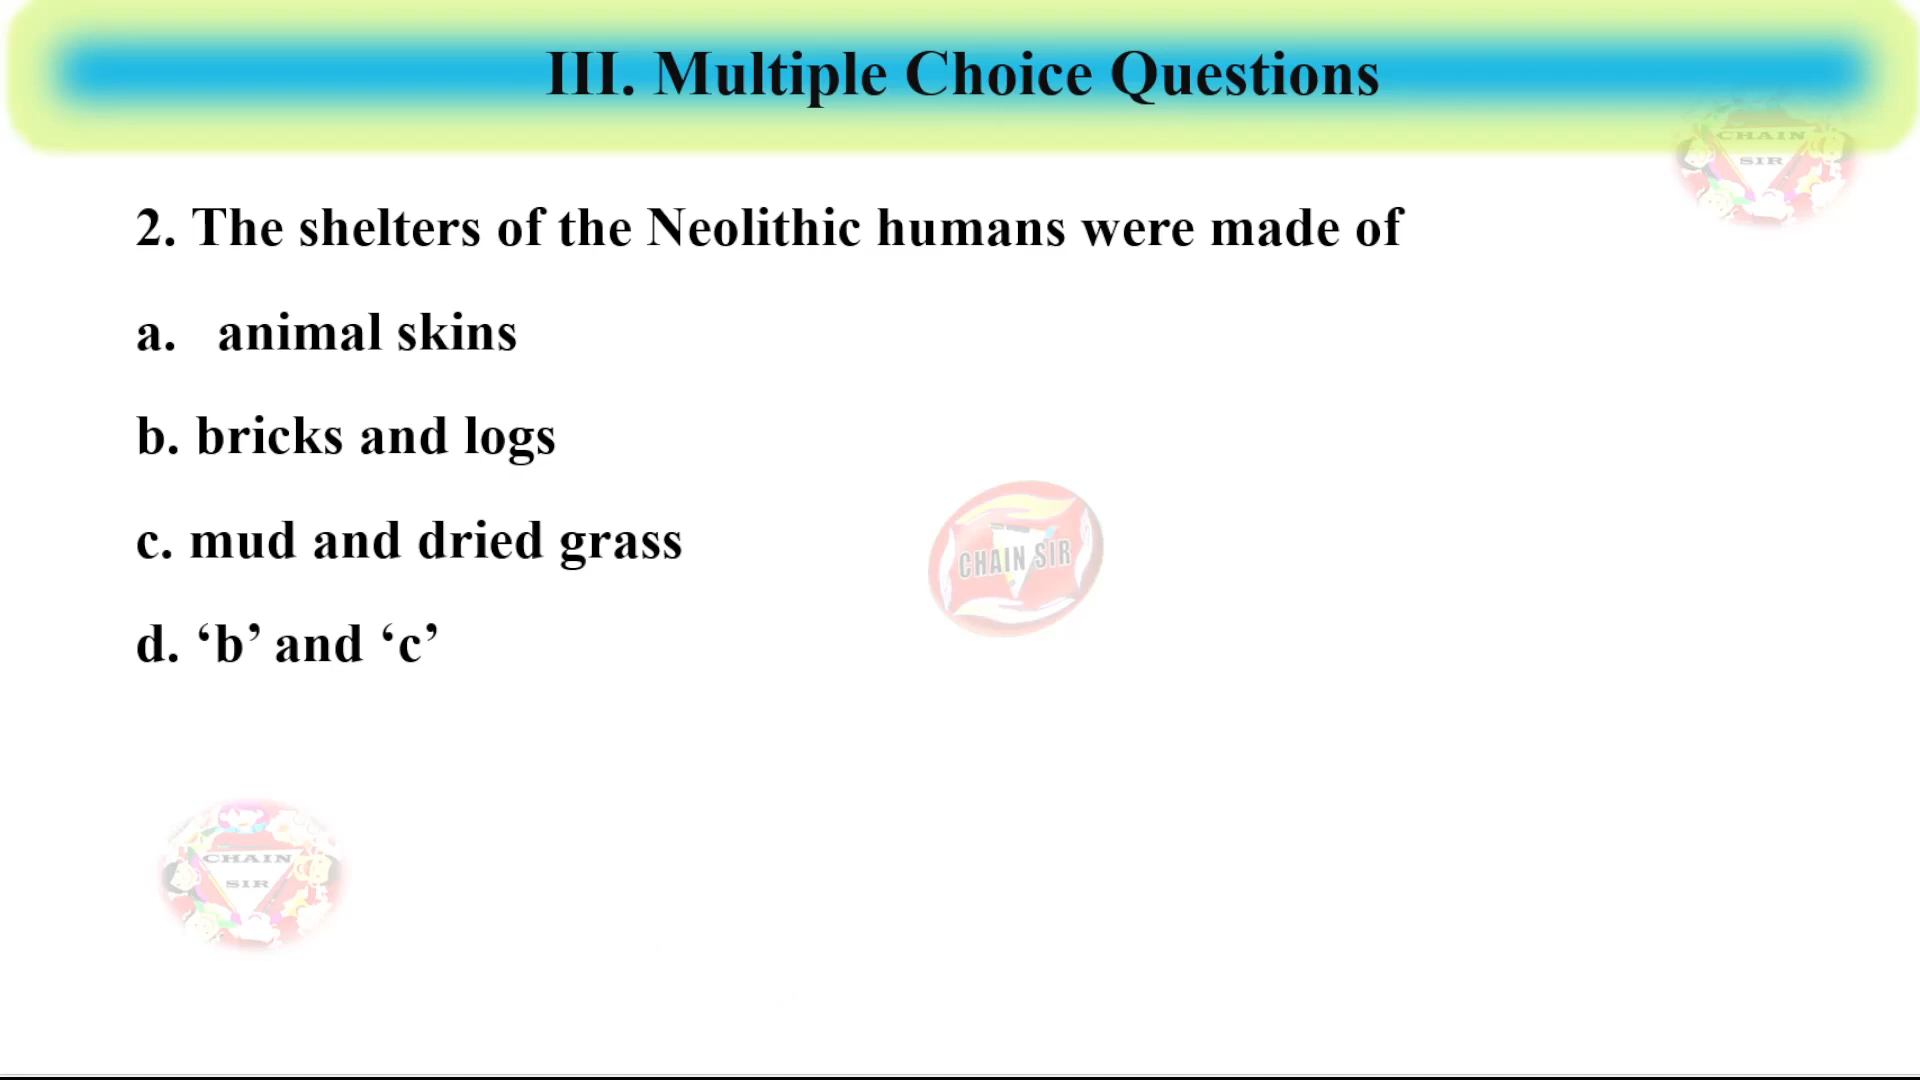 III. Multiple Choice Questions
CHAIN
SIR
2. The shelters of the Neolithic humans were made of
a. animal skins
b. bricks and logs
c. mud and dried grass
CHAIN SIR
d. ‘b’ and ‘c’
CHAIN
SIR